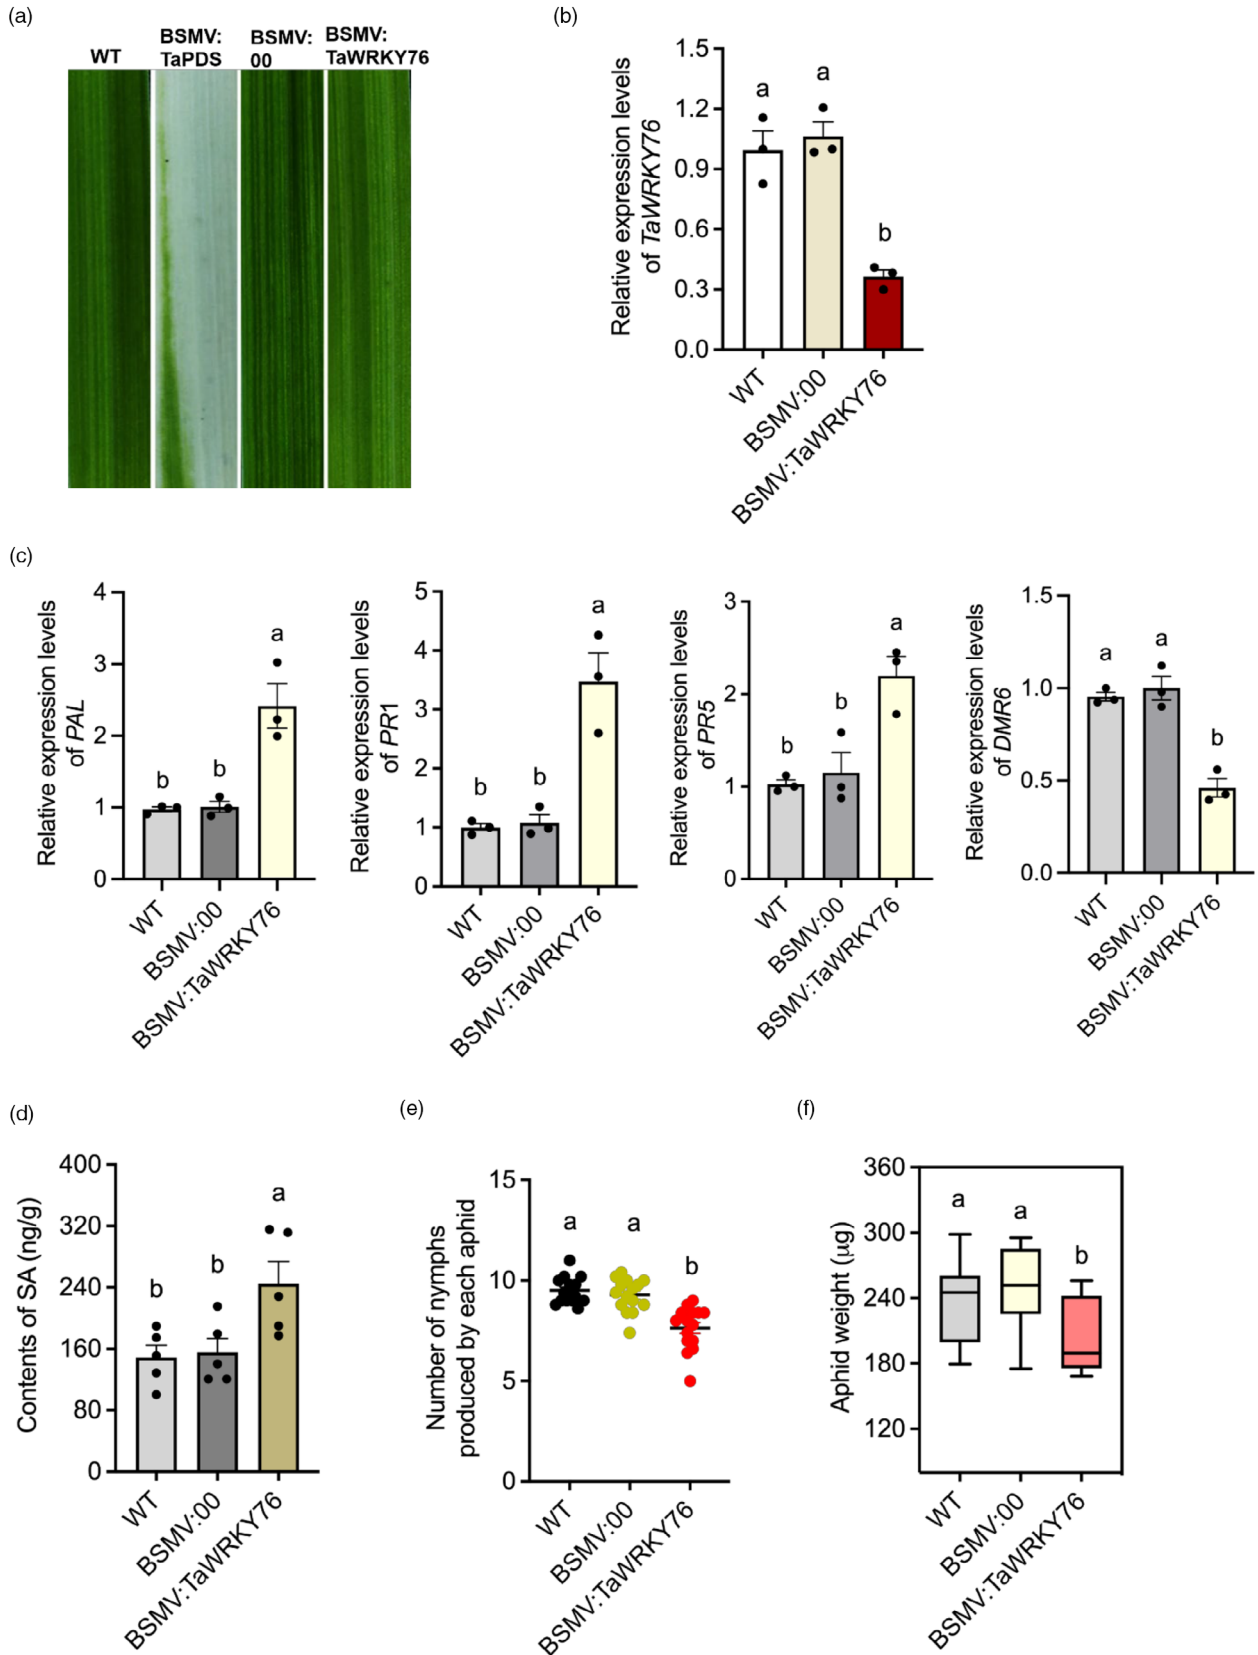 (a)
WT
BSMV:
TaPDS
BSMV:
00
BSMV:
TaWRKY76
(b)
Relative expression levels
of TaWRKY76
1.5
1.2
0.9
0.6
0.3
0.0
a
a
b
WT
BSMV:00
BSMV:TaWRKY76
(c)
Relative expression levels
of PAL
4
3
2
1
0
b
b
a
WT
BSMV:00
BSMV:TaWRKY76
Relative expression levels
of PR1
5
4
3
2
1
0
b
b
a
WT
BSMV:00
BSMV:TaWRKY76
Relative expression levels
of PR5
3
2
1
0
b
b
a
WT
BSMV:00
BSMV:TaWRKY76
Relative expression levels
of DMR6
1.5
1.0
0.5
0.0
a
a
b
WT
BSMV:00
BSMV:TaWRKY76
(d)
Contents of SA (ng/g)
400
320
240
160
80
0
b
b
a
WT
BSMV:00
BSMV:TaWRKY76
(e)
Number of nymphs
produced by each aphid
15
10
5
0
a
a
b
WT
BSMV:00
BSMV:TaWRKY76
(f)
Aphid weight (μg)
360
300
240
180
120
a
a
b
WT
BSMV:00
BSMV:TaWRKY76